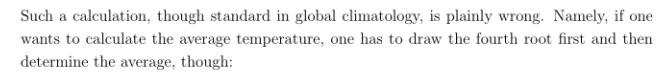 Such a calculation, though standard in global climatology, is plainly wrong. Namely, if one
wants to calculate the average temperature, one has to draw the fourth root first and then
determine the average, though: